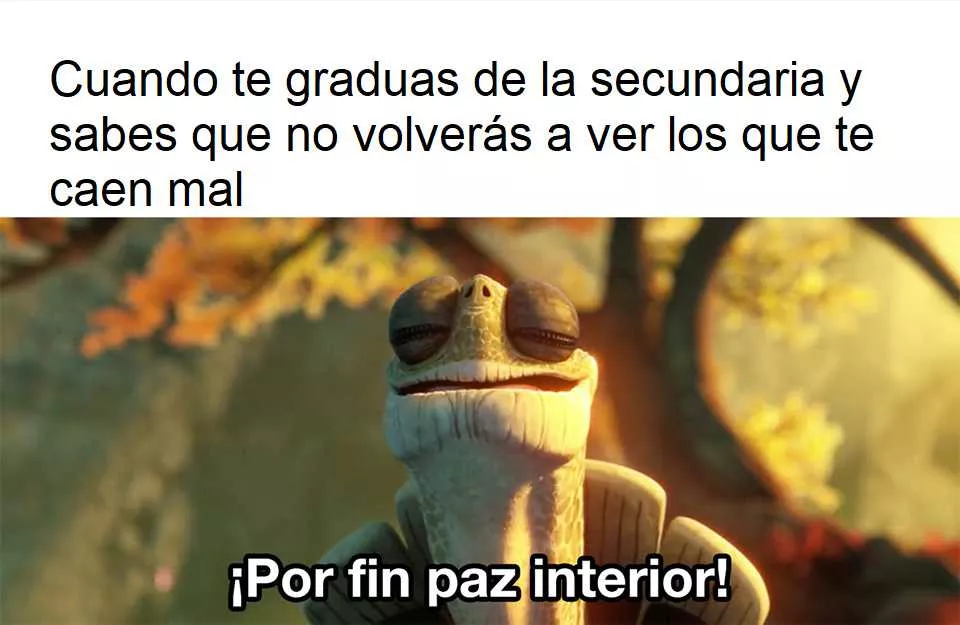 Cuando te graduas de la secundaria y
sabes que no volverás a ver los que te
caen mal
¡Por fin paz interior!